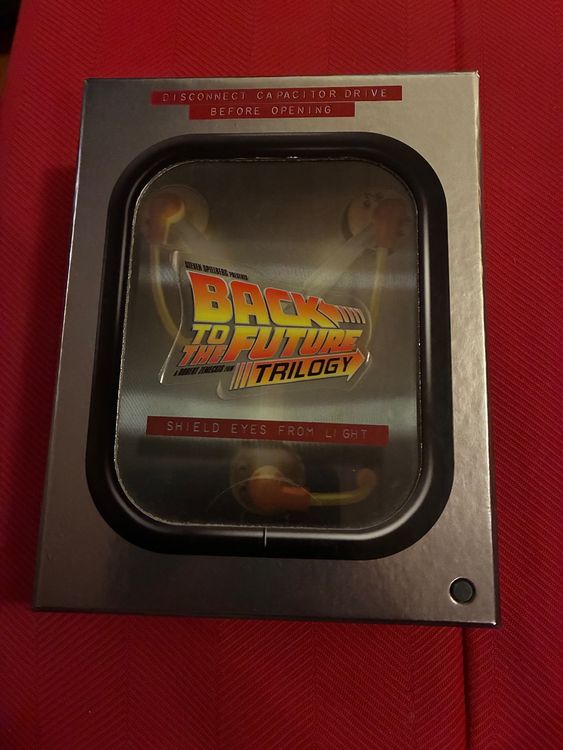 DISCONNECT CAPACITOR DRIVE
BEFORE OPENING
STEVEN SPIELBERG PRESENTS
BACK
TO
THE FUTURE
TRILOGY
A ROBERT ZEMECKIS FILM
SHIELD EYES FROM LIGHT